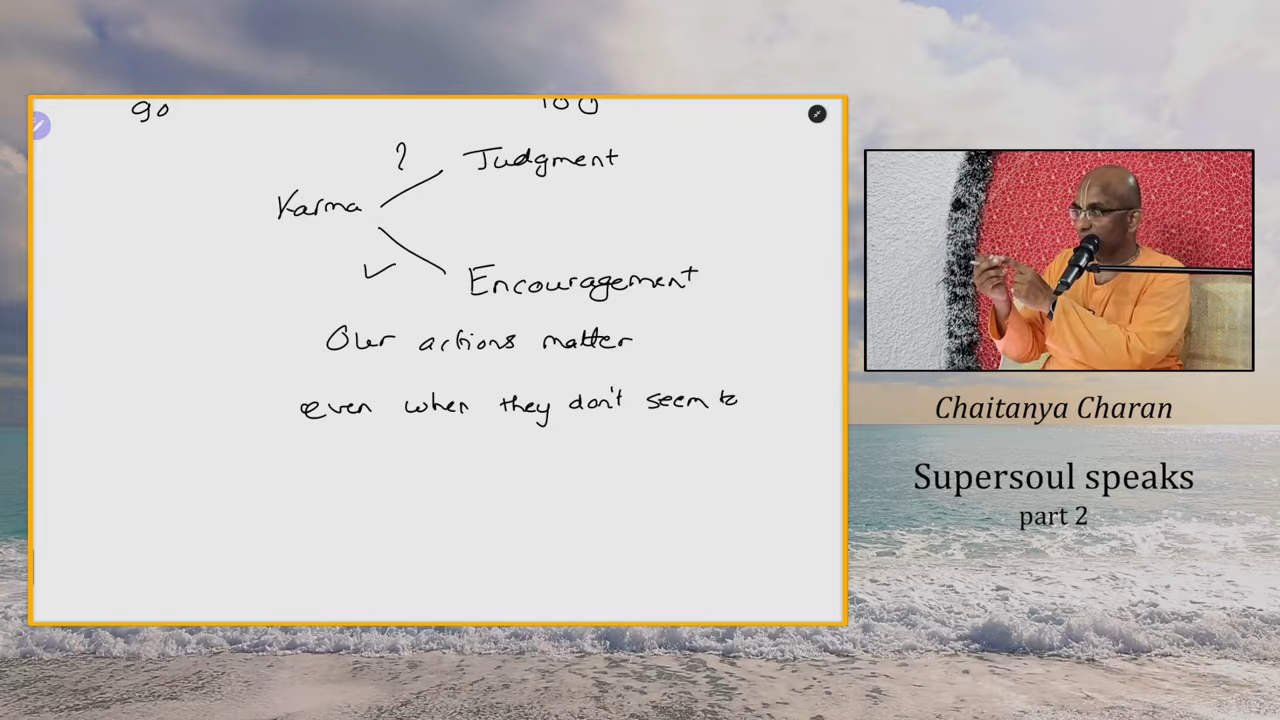 90 100
? Judgment
Karma
✓ Encouragement
Our actions matter
even when they don't seem to
Chaitanya Charan
Supersoul speaks
part 2